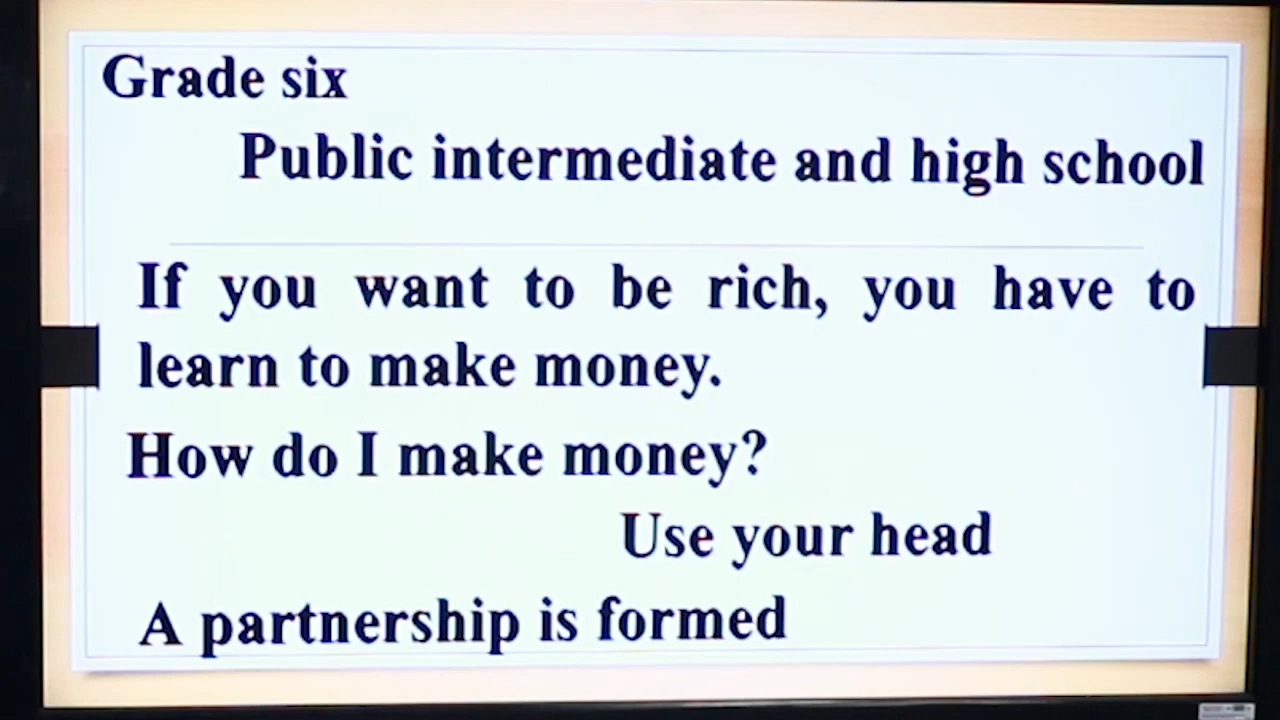 Grade six
Public intermediate and high school
If you want to be rich, you have to
learn to make money.
How do I make money?
Use your head
A partnership is formed